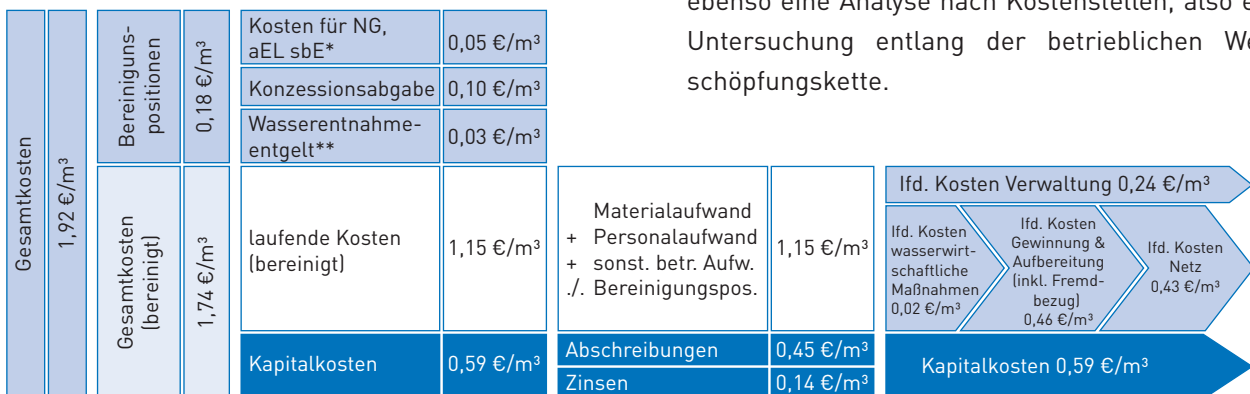 ebenso eine Analyse nach Kostenstellen, also e
Untersuchung entlang der betrieblichen We
schöpfungskette.
Gesamtkosten
1,92 €/m³
Bereiniguns-
positionen
0,18 €/m³
Kosten für NG,
aEL sbE*
0,05 €/m³
Konzessionsabgabe
0,10 €/m³
Wasserentnahme-
entgelt**
0,03 €/m³
Gesamtkosten
(bereinigt)
1,74 €/m³
laufende Kosten
(bereinigt)
1,15 €/m³
Kapitalkosten
0,59 €/m³
Materialaufwand
+ Personalaufwand
+ sonst. betr. Aufw.
./. Bereinigungspos.
1,15 €/m³
Abschreibungen
0,45 €/m³
Zinsen
0,14 €/m³
lfd. Kosten Verwaltung 0,24 €/m³
lfd. Kosten
wasserwirt-
schaftliche
Maßnahmen
0,02 €/m³
lfd. Kosten
Gewinnung &
Aufbereitung
(inkl. Fremd-
bezug)
0,46 €/m³
lfd. Kosten
Netz
0,43 €/m³
Kapitalkosten 0,59 €/m³